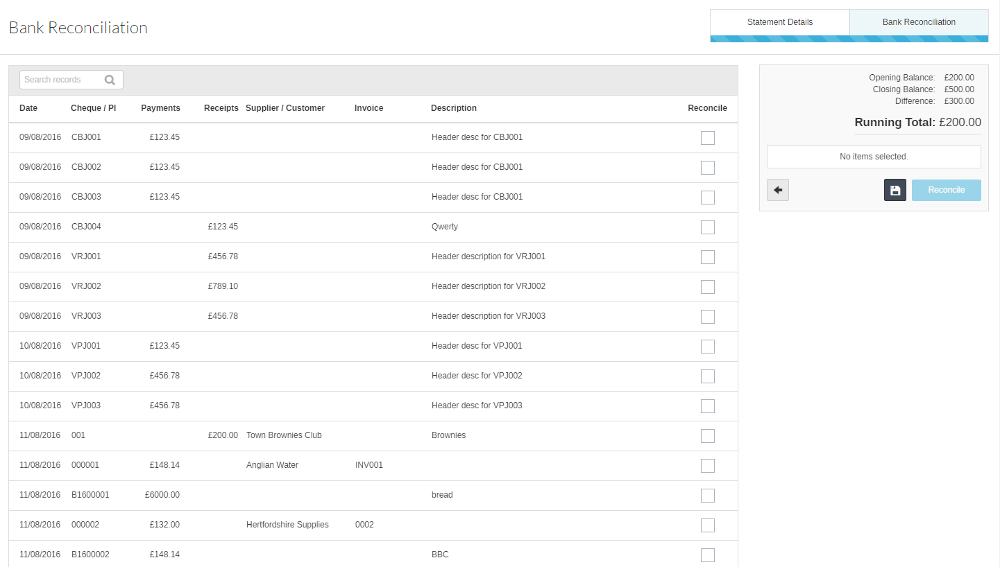 Bank Reconciliation
Statement Details Bank Reconciliation
Search records
Date Cheque / PI Payments Receipts Supplier / Customer Invoice Description Reconcile
09/08/2016 CBJ001 £123.45 Header desc for CBJ001
09/08/2016 CBJ002 £123.45 Header desc for CBJ001
09/08/2016 CBJ003 £123.45 Header desc for CBJ001
09/08/2016 CBJ004 £123.45 Qwerty
09/08/2016 VRJ001 £456.78 Header description for VRJ001
09/08/2016 VRJ002 £789.10 Header description for VRJ002
09/08/2016 VRJ003 £456.78 Header description for VRJ003
10/08/2016 VPJ001 £123.45 Header desc for VPJ001
10/08/2016 VPJ002 £456.78 Header desc for VPJ002
10/08/2016 VPJ003 £456.78 Header desc for VPJ003
11/08/2016 001 £200.00 Town Brownies Club Brownies
11/08/2016 000001 £148.14 Anglian Water INV001
11/08/2016 B1600001 £6000.00 bread
11/08/2016 000002 £132.00 Hertfordshire Supplies 0002
11/08/2016 B1600002 £148.14 BBC
Opening Balance: £200.00
Closing Balance: £500.00
Difference: £300.00
Running Total: £200.00
No items selected.
Reconcile